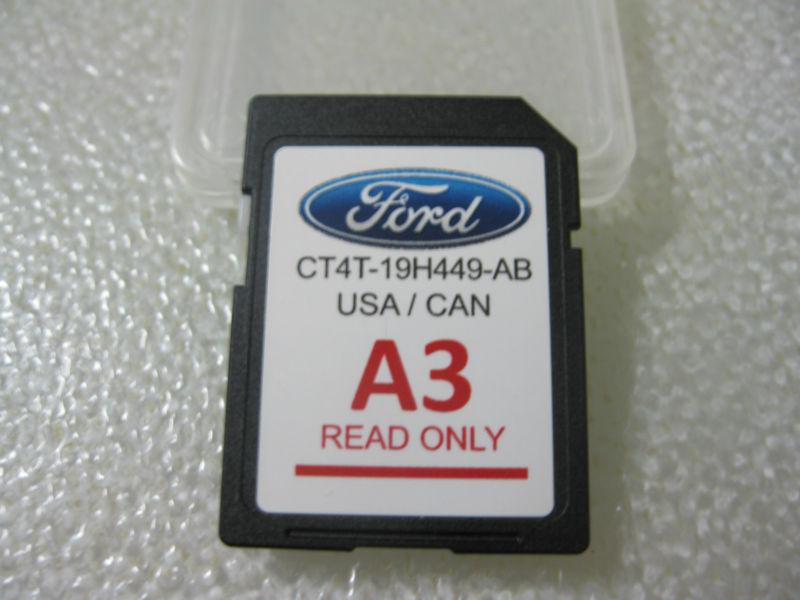 Ford
CT4T-19H449-AB
USA / CAN
A3
READ ONLY